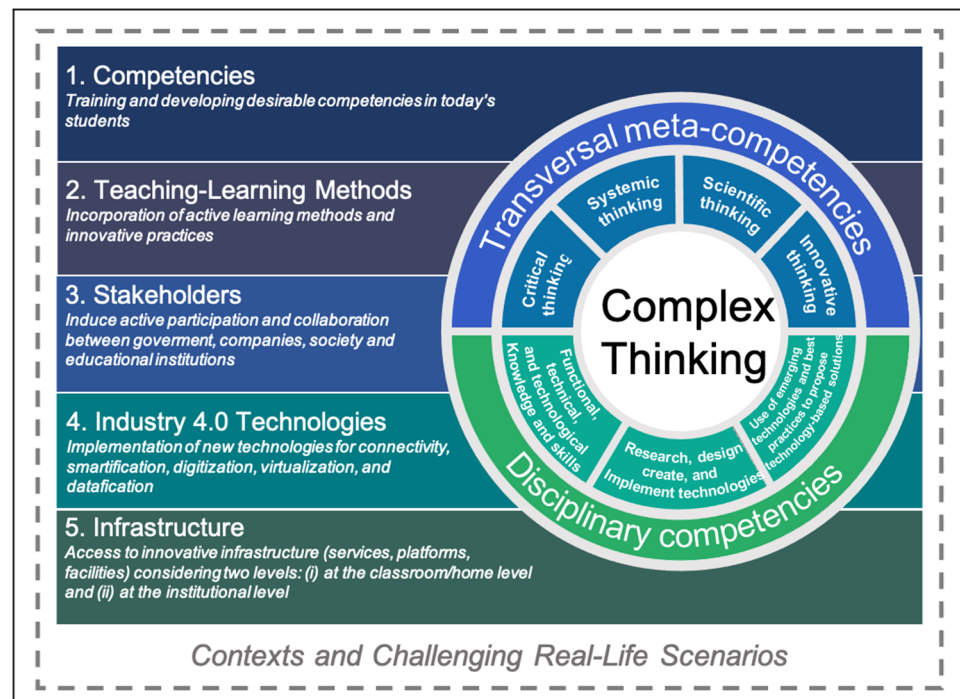 1. Competencies
Training and developing desirable competencies in today's
students
2. Teaching-Learning Methods
Incorporation of active learning methods and
innovative practices
3. Stakeholders
Induce active participation and collaboration
between goverment, companies, society and
educational institutions
4. Industry 4.0 Technologies
Implementation of new technologies for connectivity,
smartification, digitization, virtualization, and
datafication
5. Infrastructure
Access to innovative infrastructure (services, platforms,
facilities) considering two levels: (i) at the classroom/home level
and (ii) at the institutional level
Transversal meta-competencies
Critical
thinking
Systemic
thinking
Scientific
thinking
Innovative
thinking
Complex
Thinking
Functional,
technical,
and technological
Knowledge and skills
Research, design
create, and
Implement technologies
Use of emerging
technologies and best
practices to propose
technology-based solutions
Disciplinary competencies
Contexts and Challenging Real-Life Scenarios